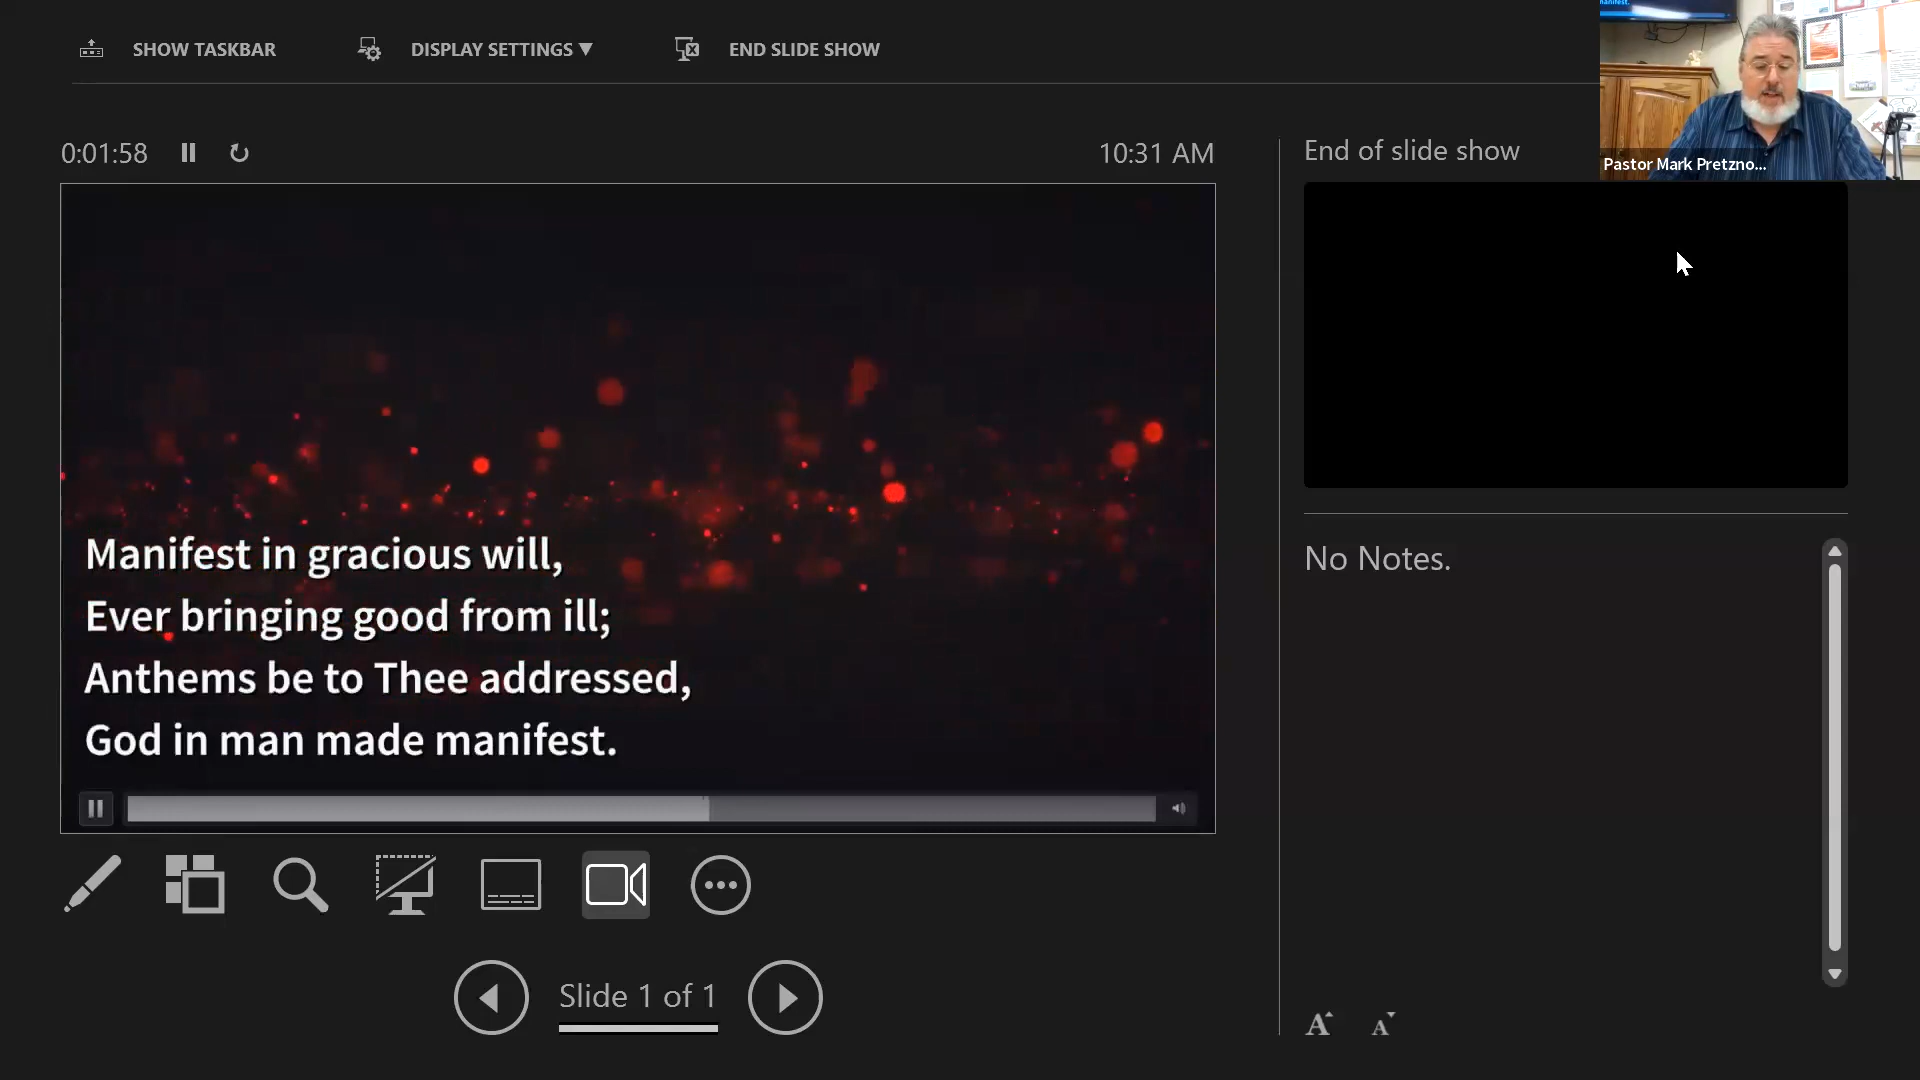 SHOW TASKBAR
DISPLAY SETTINGS ▼
END SLIDE SHOW
0:01:58
10:31 AM
End of slide show
Pastor Mark Pretzno...
Manifest in gracious will,
Ever bringing good from ill;
Anthems be to Thee addressed,
God in man made manifest.
No Notes.
Slide 1 of 1
A
A